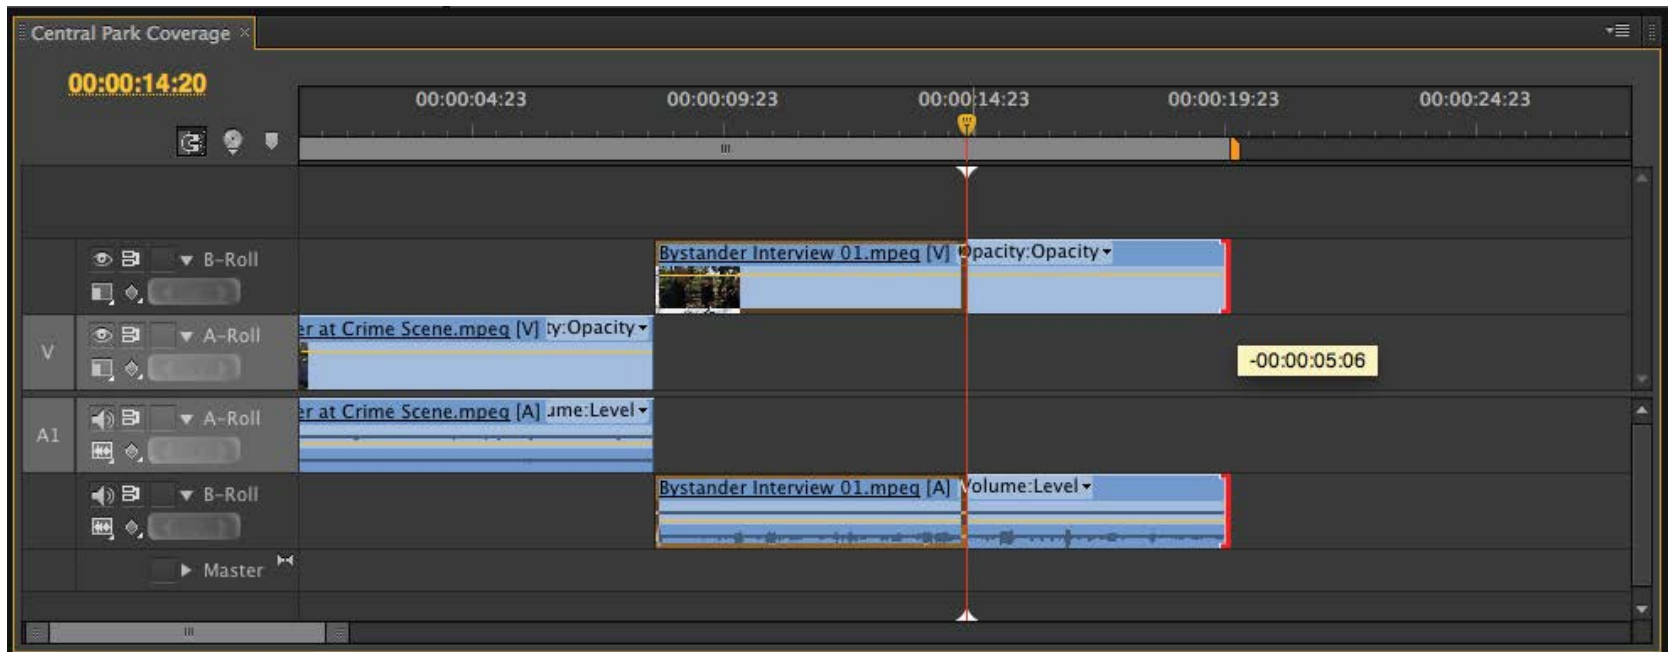 Central Park Coverage ×
00:00:14:20
00:00:04:23 00:00:09:23 00:00:14:23 00:00:19:23 00:00:24:23
B-Roll
Bystander Interview 01.mpeg [V] Opacity:Opacity
V A-Roll
er at Crime Scene.mpeg [V] ty:Opacity
-00:00:05:06
A1 A-Roll
er at Crime Scene.mpeg [A] ume:Level
B-Roll
Bystander Interview 01.mpeg [A] Volume:Level
Master